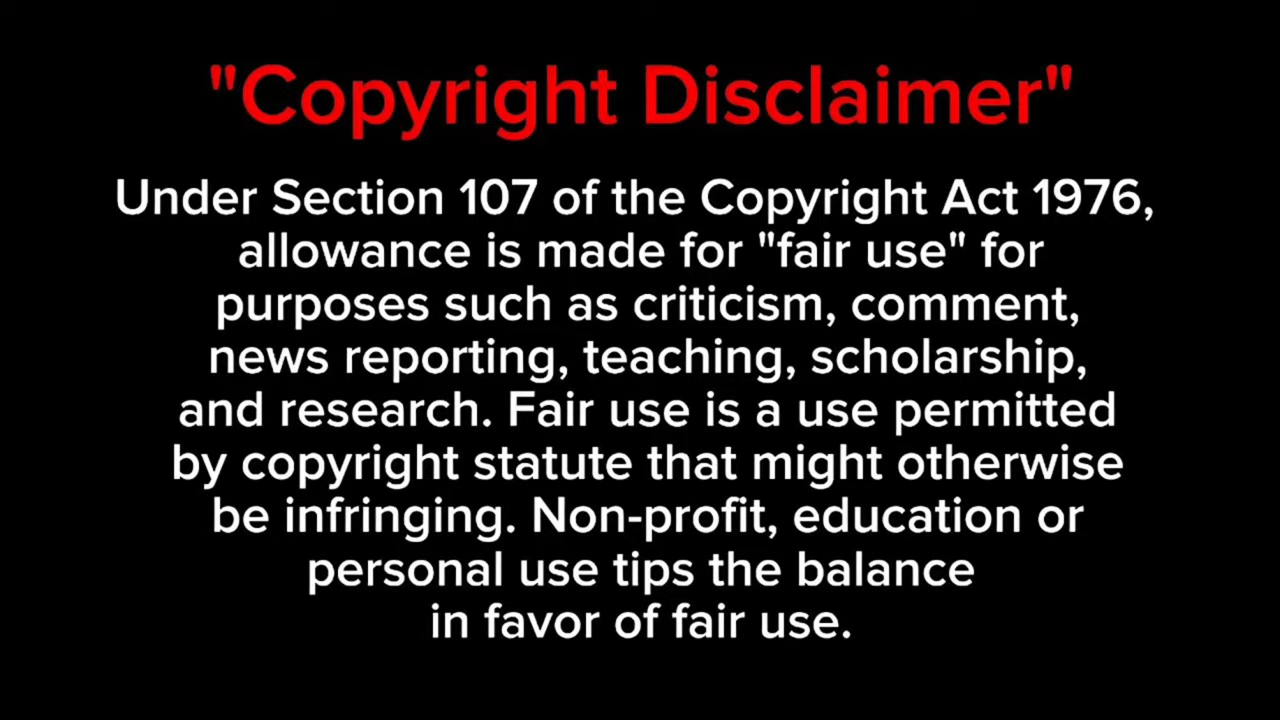 "Copyright Disclaimer"
Under Section 107 of the Copyright Act 1976,
allowance is made for "fair use" for
purposes such as criticism, comment,
news reporting, teaching, scholarship,
and research. Fair use is a use permitted
by copyright statute that might otherwise
be infringing. Non-profit, education or
personal use tips the balance
in favor of fair use.